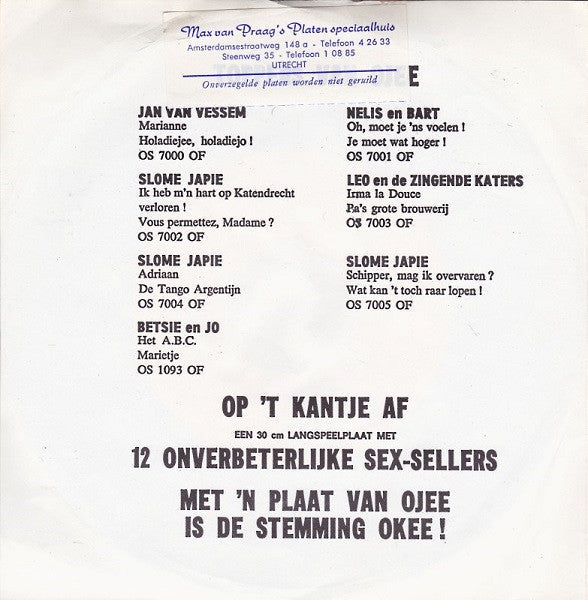 Max van Praag's Platen speciaalhuis
Amsterdamsestraatweg 148 a - Telefoon 4 26 33
Steenweg 35 - Telefoon 1 08 85
UTRECHT
Onverzegelde platen worden niet geruild
E
JAN VAN VESSEM
Marianne
Holadiejee, holadiejo !
OS 7000 OF
NELIS en BART
Oh, moet je 'ns voelen !
Je moet wat hoger !
OS 7001 OF
SLOME JAPIE
Ik heb m'n hart op Katendrecht
verloren !
Vous permettez, Madame ?
OS 7002 OF
LEO en de ZINGENDE KATERS
Irma la Douce
Pa's grote brouwerij
OS 7003 OF
SLOME JAPIE
Adriaan
De Tango Argentijn
OS 7004 OF
SLOME JAPIE
Schipper, mag ik overvaren ?
Wat kan 't toch raar lopen !
OS 7005 OF
BETSIE en JO
Het A.B.C.
Marietje
OS 1093 OF
OP 'T KANTJE AF
EEN 30 cm LANGSPEELPLAAT MET
12 ONVERBETERLIJKE SEX-SELLERS
MET 'N PLAAT VAN OJEE
IS DE STEMMING OKEE !